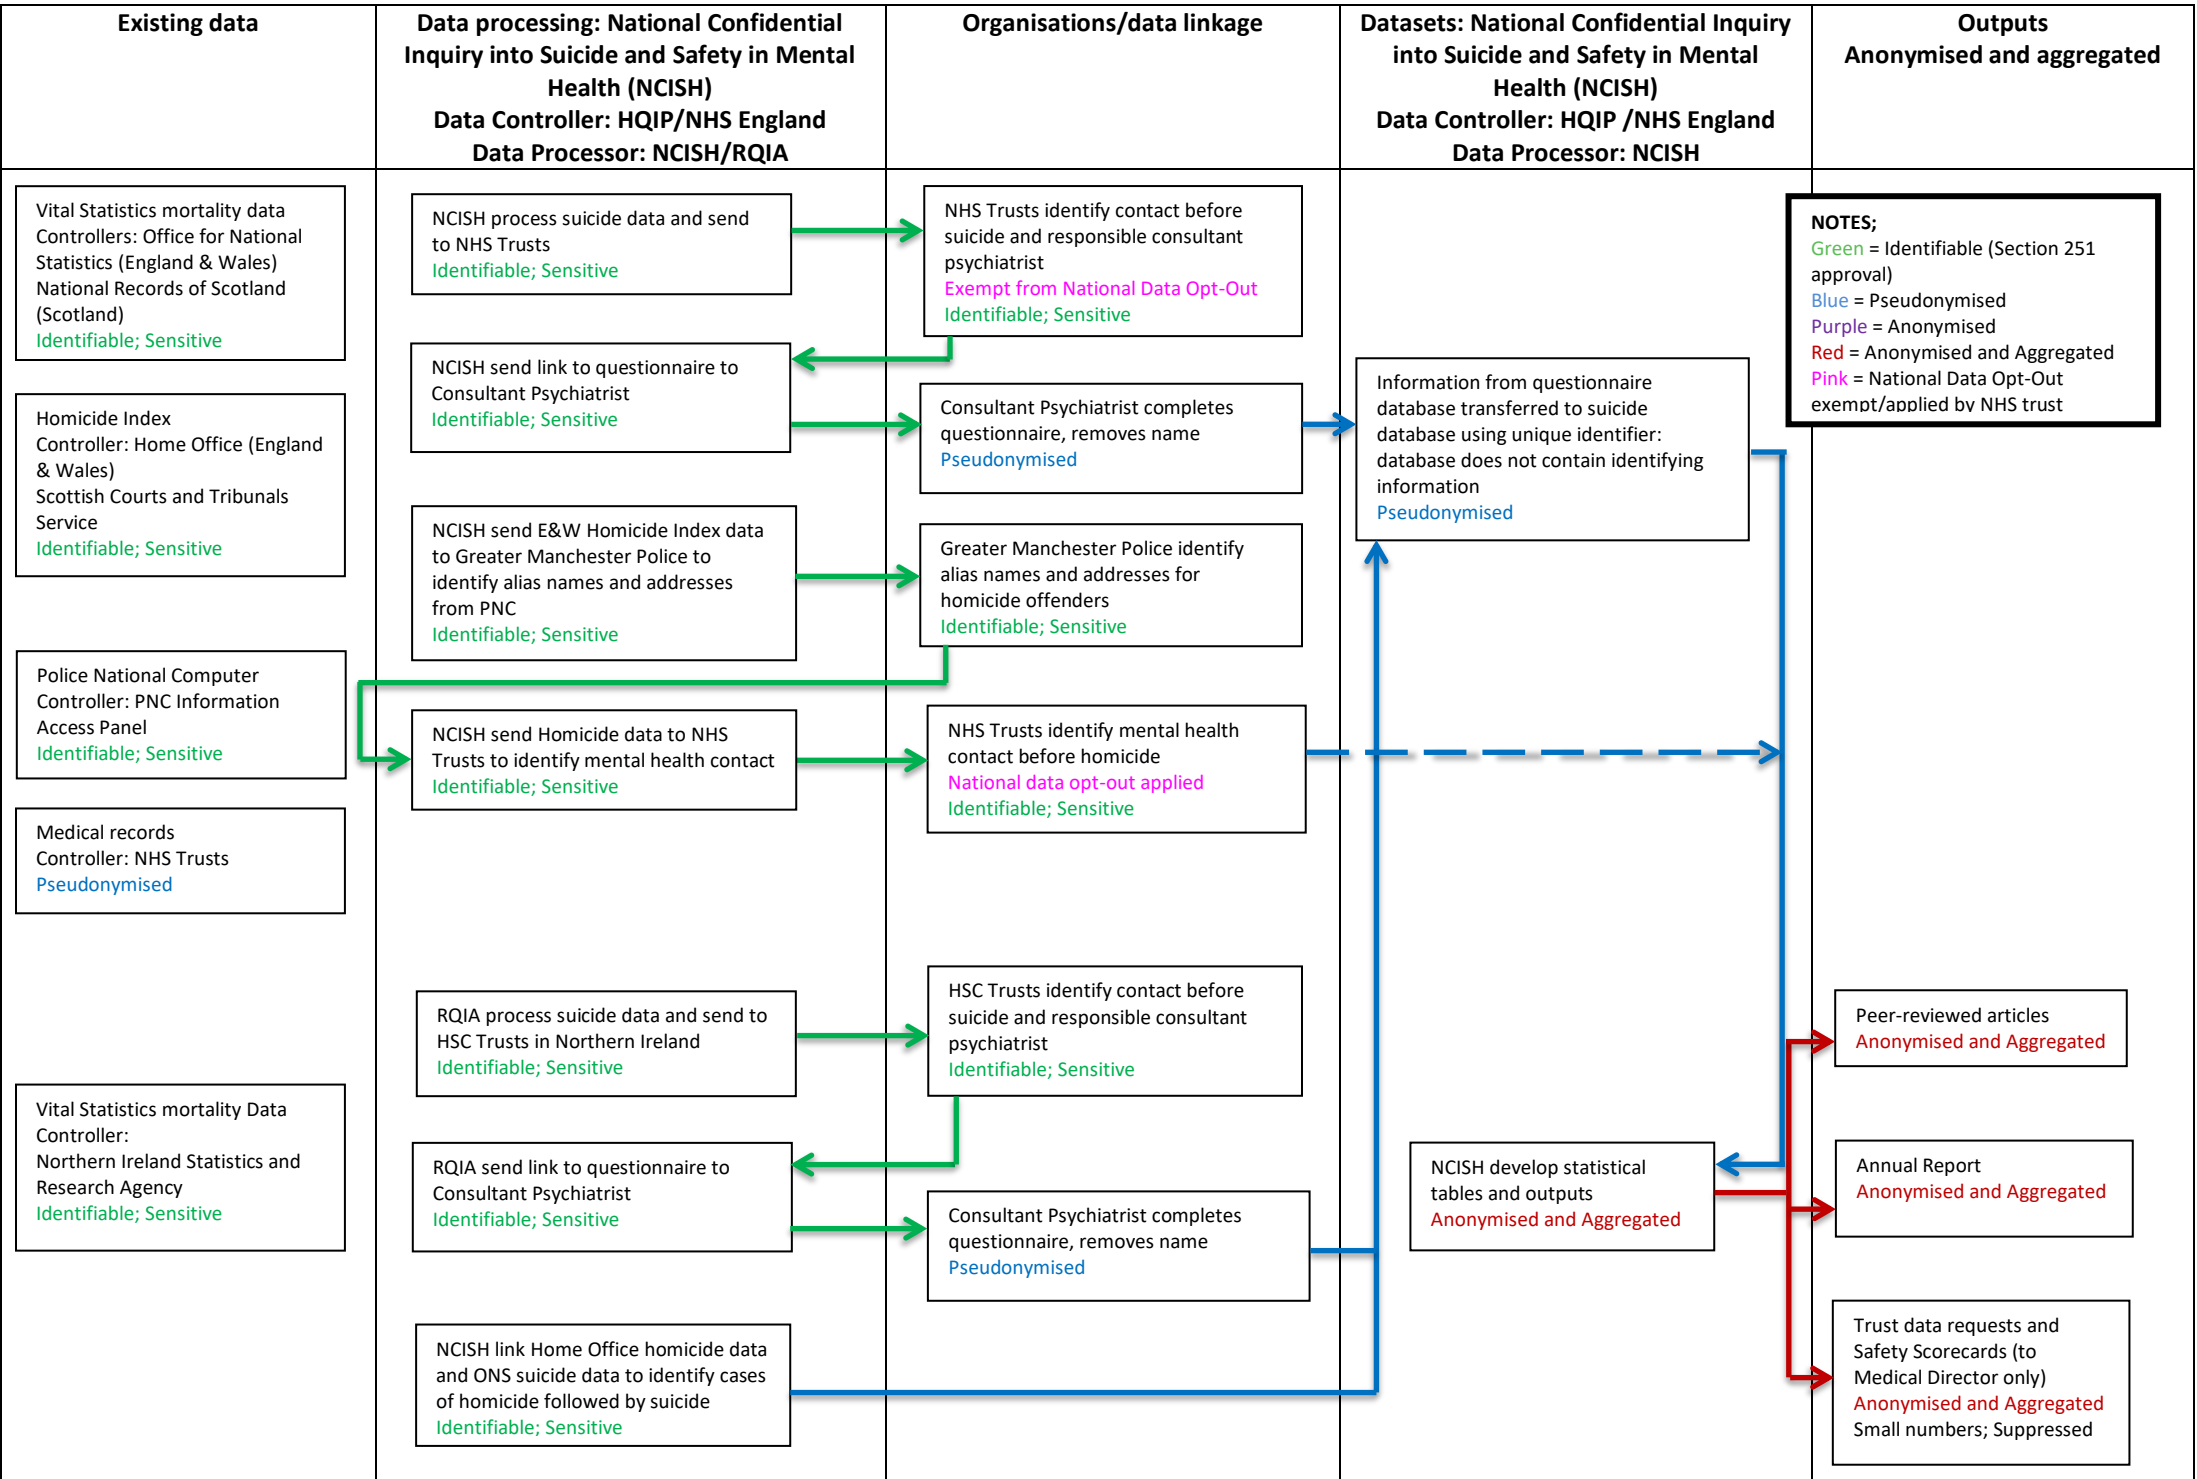 Existing data
Data processing: National Confidential
Inquiry into Suicide and Safety in Mental
Health (NCISH)
Data Controller: HQIP/NHS England
Data Processor: NCISH/RQIA
Organisations/data linkage
Datasets: National Confidential Inquiry
into Suicide and Safety in Mental
Health (NCISH)
Data Controller: HQIP /NHS England
Data Processor: NCISH
Outputs
Anonymised and aggregated
Vital Statistics mortality data
Controllers: Office for National
Statistics (England & Wales)
National Records of Scotland
(Scotland)
Identifiable; Sensitive
Homicide Index
Controller: Home Office (England
& Wales)
Scottish Courts and Tribunals
Service
Identifiable; Sensitive
Police National Computer
Controller: PNC Information
Access Panel
Identifiable; Sensitive
Medical records
Controller: NHS Trusts
Pseudonymised
Vital Statistics mortality Data
Controller:
Northern Ireland Statistics and
Research Agency
Identifiable; Sensitive
NCISH process suicide data and send
to NHS Trusts
Identifiable; Sensitive
NCISH send link to questionnaire to
Consultant Psychiatrist
Identifiable; Sensitive
NCISH send E&W Homicide Index data
to Greater Manchester Police to
identify alias names and addresses
from PNC
Identifiable; Sensitive
NCISH send Homicide data to NHS
Trusts to identify mental health contact
Identifiable; Sensitive
RQIA process suicide data and send to
HSC Trusts in Northern Ireland
Identifiable; Sensitive
RQIA send link to questionnaire to
Consultant Psychiatrist
Identifiable; Sensitive
NCISH link Home Office homicide data
and ONS suicide data to identify cases
of homicide followed by suicide
Identifiable; Sensitive
NHS Trusts identify contact before
suicide and responsible consultant
psychiatrist
Exempt from National Data Opt-Out
Identifiable; Sensitive
Consultant Psychiatrist completes
questionnaire, removes name
Pseudonymised
Greater Manchester Police identify
alias names and addresses for
homicide offenders
Identifiable; Sensitive
NHS Trusts identify mental health
contact before homicide
National data opt-out applied
Identifiable; Sensitive
HSC Trusts identify contact before
suicide and responsible consultant
psychiatrist
Identifiable; Sensitive
Consultant Psychiatrist completes
questionnaire, removes name
Pseudonymised
Information from questionnaire
database transferred to suicide
database using unique identifier:
database does not contain identifying
information
Pseudonymised
NCISH develop statistical
tables and outputs
Anonymised and Aggregated
NOTES;
Green = Identifiable (Section 251
approval)
Blue = Pseudonymised
Purple = Anonymised
Red = Anonymised and Aggregated
Pink = National Data Opt-Out
exempt/applied by NHS trust
Peer-reviewed articles
Anonymised and Aggregated
Annual Report
Anonymised and Aggregated
Trust data requests and
Safety Scorecards (to
Medical Director only)
Anonymised and Aggregated
Small numbers; Suppressed